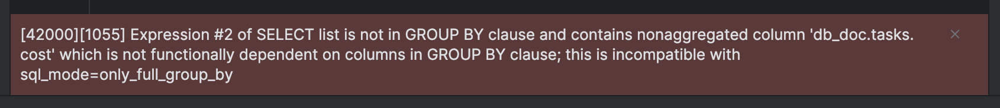 [42000][1055] Expression #2 of SELECT list is not in GROUP BY clause and contains nonaggregated column 'db_doc.tasks.
cost' which is not functionally dependent on columns in GROUP BY clause; this is incompatible with
sql_mode=only_full_group_by